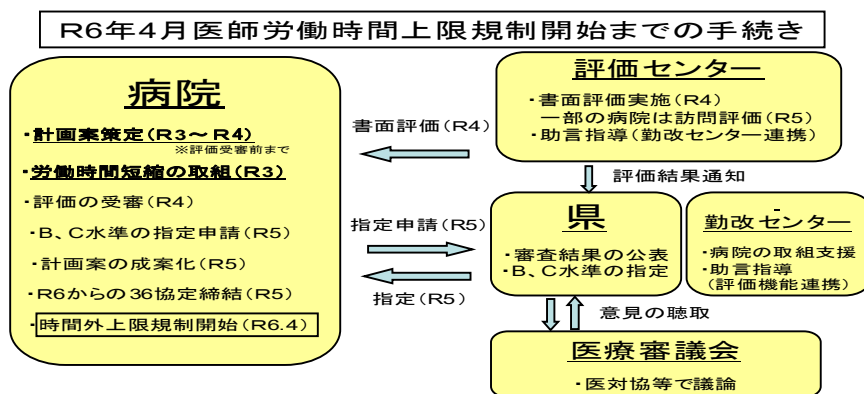 R6年4月医師労働時間上限規制開始までの手続き
病院
・計画案策定(R3～R4)
※評価受審前まで
・労働時間短縮の取組(R3)
・評価の受審(R4)
・B、C水準の指定申請(R5)
・計画案の成案化(R5)
・R6からの36協定締結(R5)
・時間外上限規制開始(R6.4)
書面評価(R4)
指定申請(R5)
指定(R5)
評価センター
・書面評価実施(R4)
一部の病院は訪問評価(R5)
・助言指導(勤改センター連携)
評価結果通知
県
・審査結果の公表
・B、C水準の指定
勤改センター
・病院の取組支援
・助言指導
(評価機能連携)
意見の聴取
医療審議会
・医対協等で議論